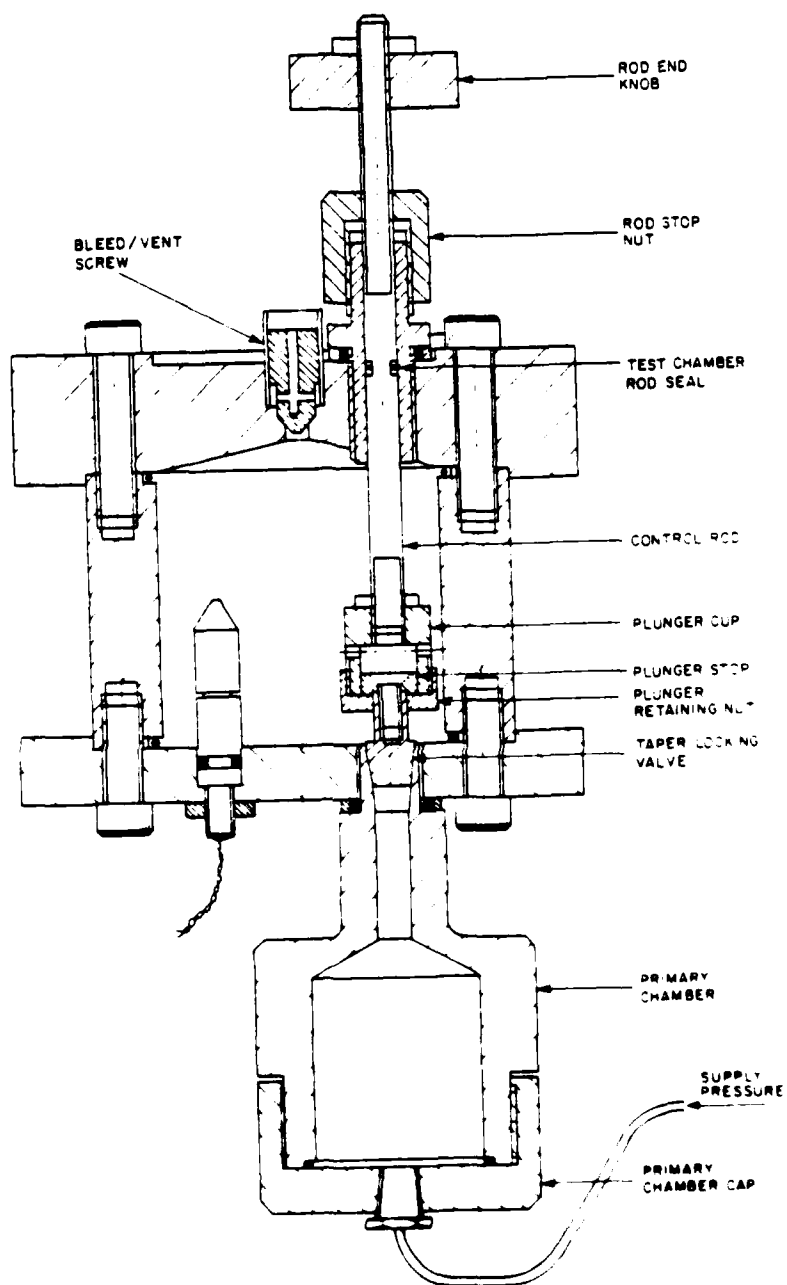 ROD END
KNOB
ROD STOP
NUT
BLEED/VENT
SCREW
TEST CHAMBER
ROD SEAL
CONTROL ROD
PLUNGER CUP
PLUNGER STOP
PLUNGER
RETAINING NUT
TAPER LOCKING
VALVE
PRIMARY
CHAMBER
SUPPLY
PRESSURE
PRIMARY
CHAMBER CAP